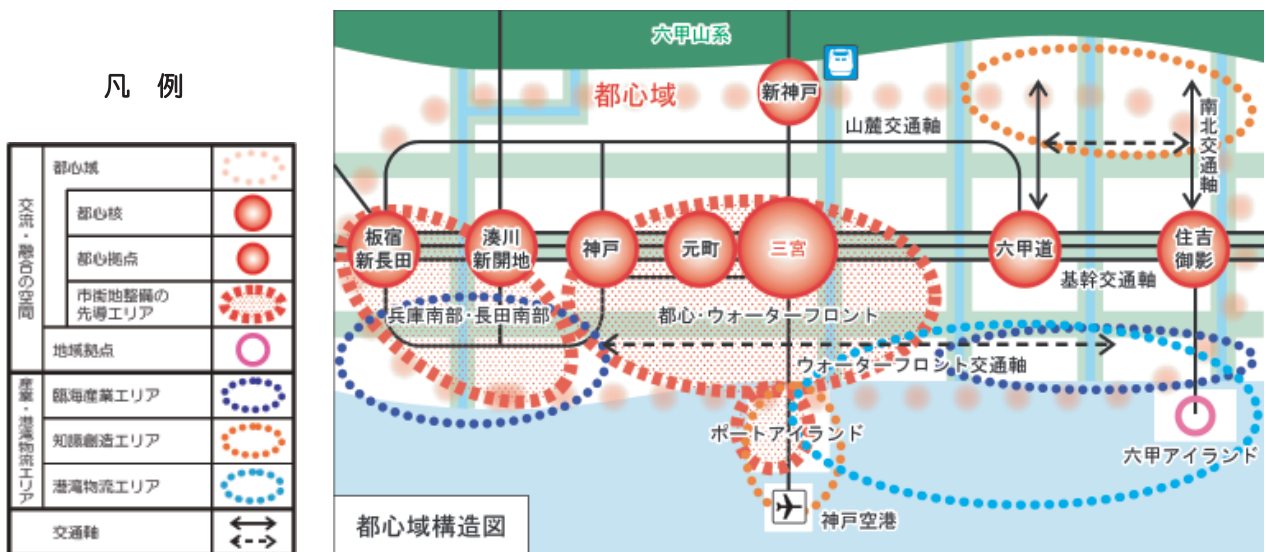 凡 例
交流・融合の空間
都心域
都心核
都心拠点
市街地整備の
先導エリア
地域拠点
産業・港湾物流エリア
臨海産業エリア
知識創造エリア
港湾物流エリア
交通軸
六甲山系
都心域
新神戸
山麓交通軸
南北交通軸
板宿
新長田
湊川
新開地
神戸
元町
三宮
六甲道
住吉
御影
基幹交通軸
兵庫南部・長田南部
都心・ウォーターフロント
ウォーターフロント交通軸
ポートアイランド
六甲アイランド
神戸空港
都心域構造図